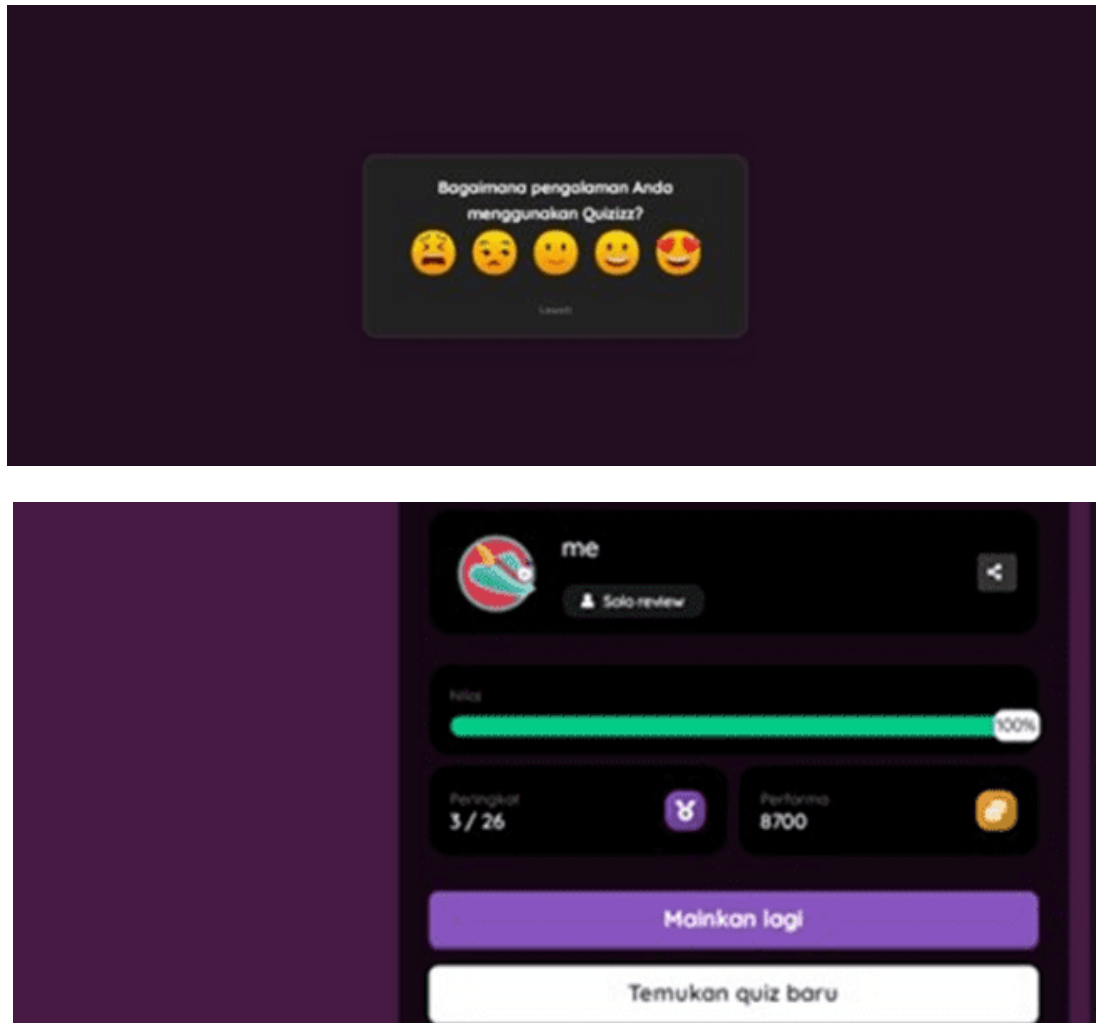 Bagaimana pengalaman Anda
menggunakan Quizizz?
Lewati
me
Solo review
Nilai
100%
Peringkat
3 / 26
Performa
8700
Mainkan lagi
Temukan quiz baru